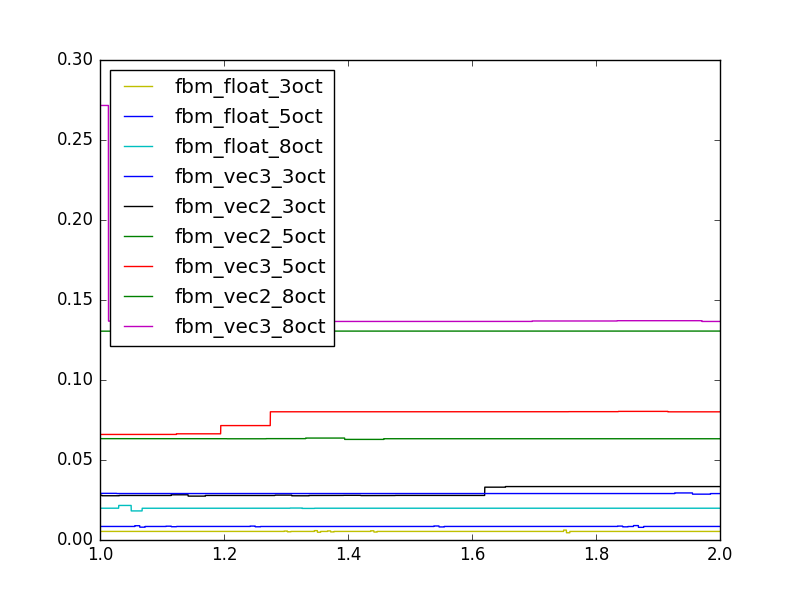 0.30
0.25
0.20
0.15
0.10
0.05
0.00
fbm_float_3oct
fbm_float_5oct
fbm_float_8oct
fbm_vec3_3oct
fbm_vec2_3oct
fbm_vec2_5oct
fbm_vec3_5oct
fbm_vec2_8oct
fbm_vec3_8oct
1.0 1.2 1.4 1.6 1.8 2.0